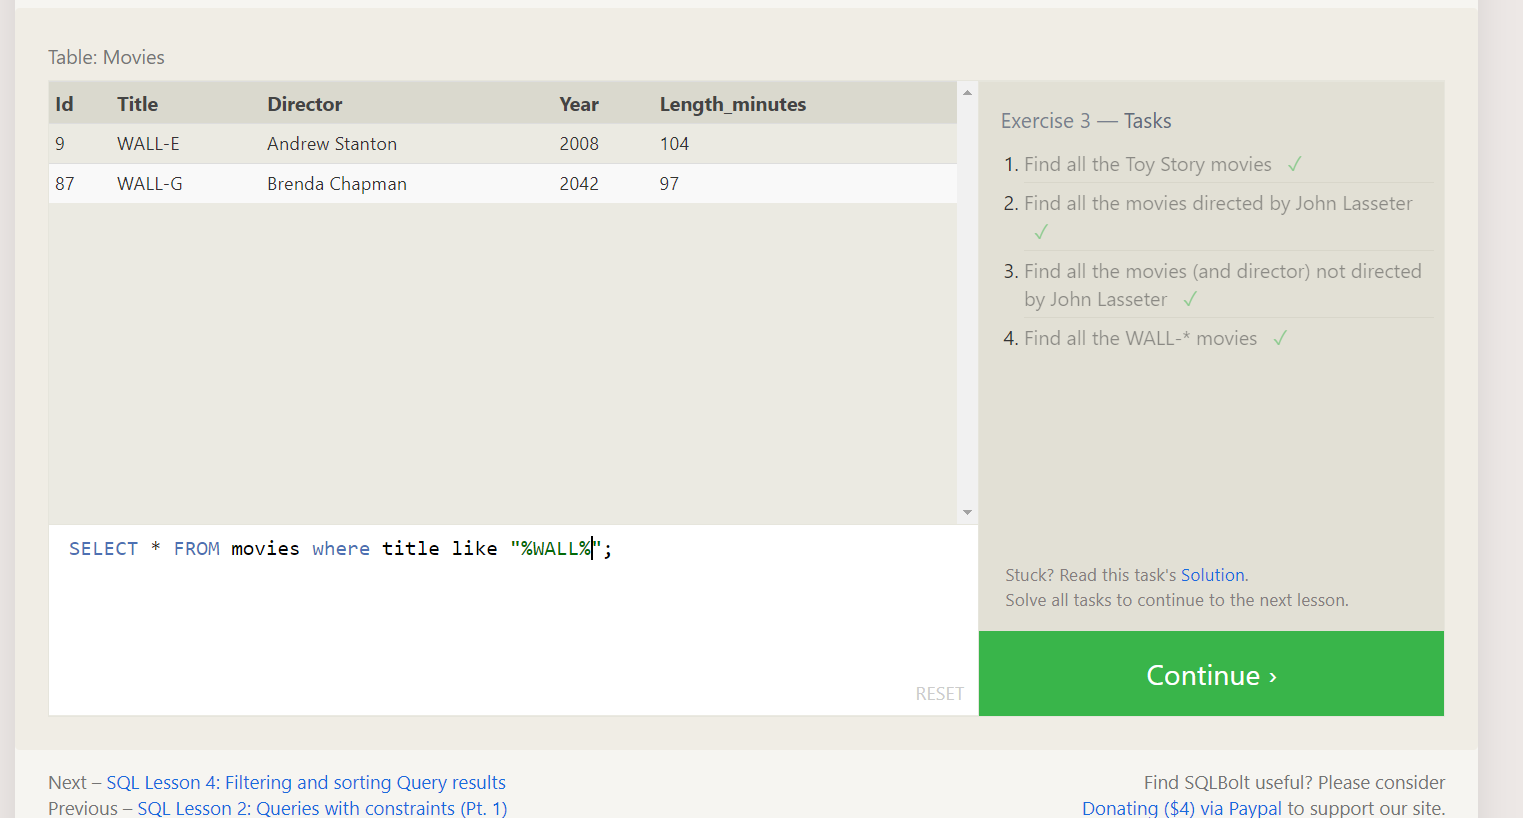 Table: Movies
Id Title Director Year Length_minutes
9 WALL-E Andrew Stanton 2008 104
87 WALL-G Brenda Chapman 2042 97
SELECT * FROM movies where title like "%WALL%";
RESET
Exercise 3 — Tasks
1. Find all the Toy Story movies ✓
2. Find all the movies directed by John Lasseter
✓
3. Find all the movies (and director) not directed
by John Lasseter ✓
4. Find all the WALL-* movies ✓
Stuck? Read this task's Solution.
Solve all tasks to continue to the next lesson.
Continue ›
Next – SQL Lesson 4: Filtering and sorting Query results
Previous – SQL Lesson 2: Queries with constraints (Pt. 1)
Find SQLBolt useful? Please consider
Donating ($4) via Paypal to support our site.